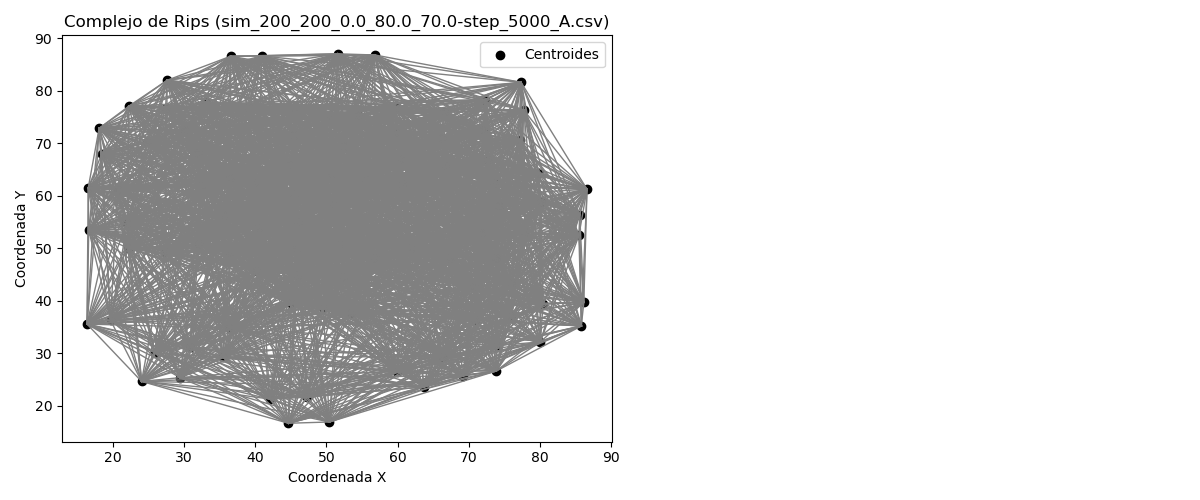 Complejo de Rips (sim_200_200_0.0_80.0_70.0-step_5000_A.csv)
Centroides
90
80
70
60
50
40
30
20
Coordenada Y
20 30 40 50 60 70 80 90
Coordenada X